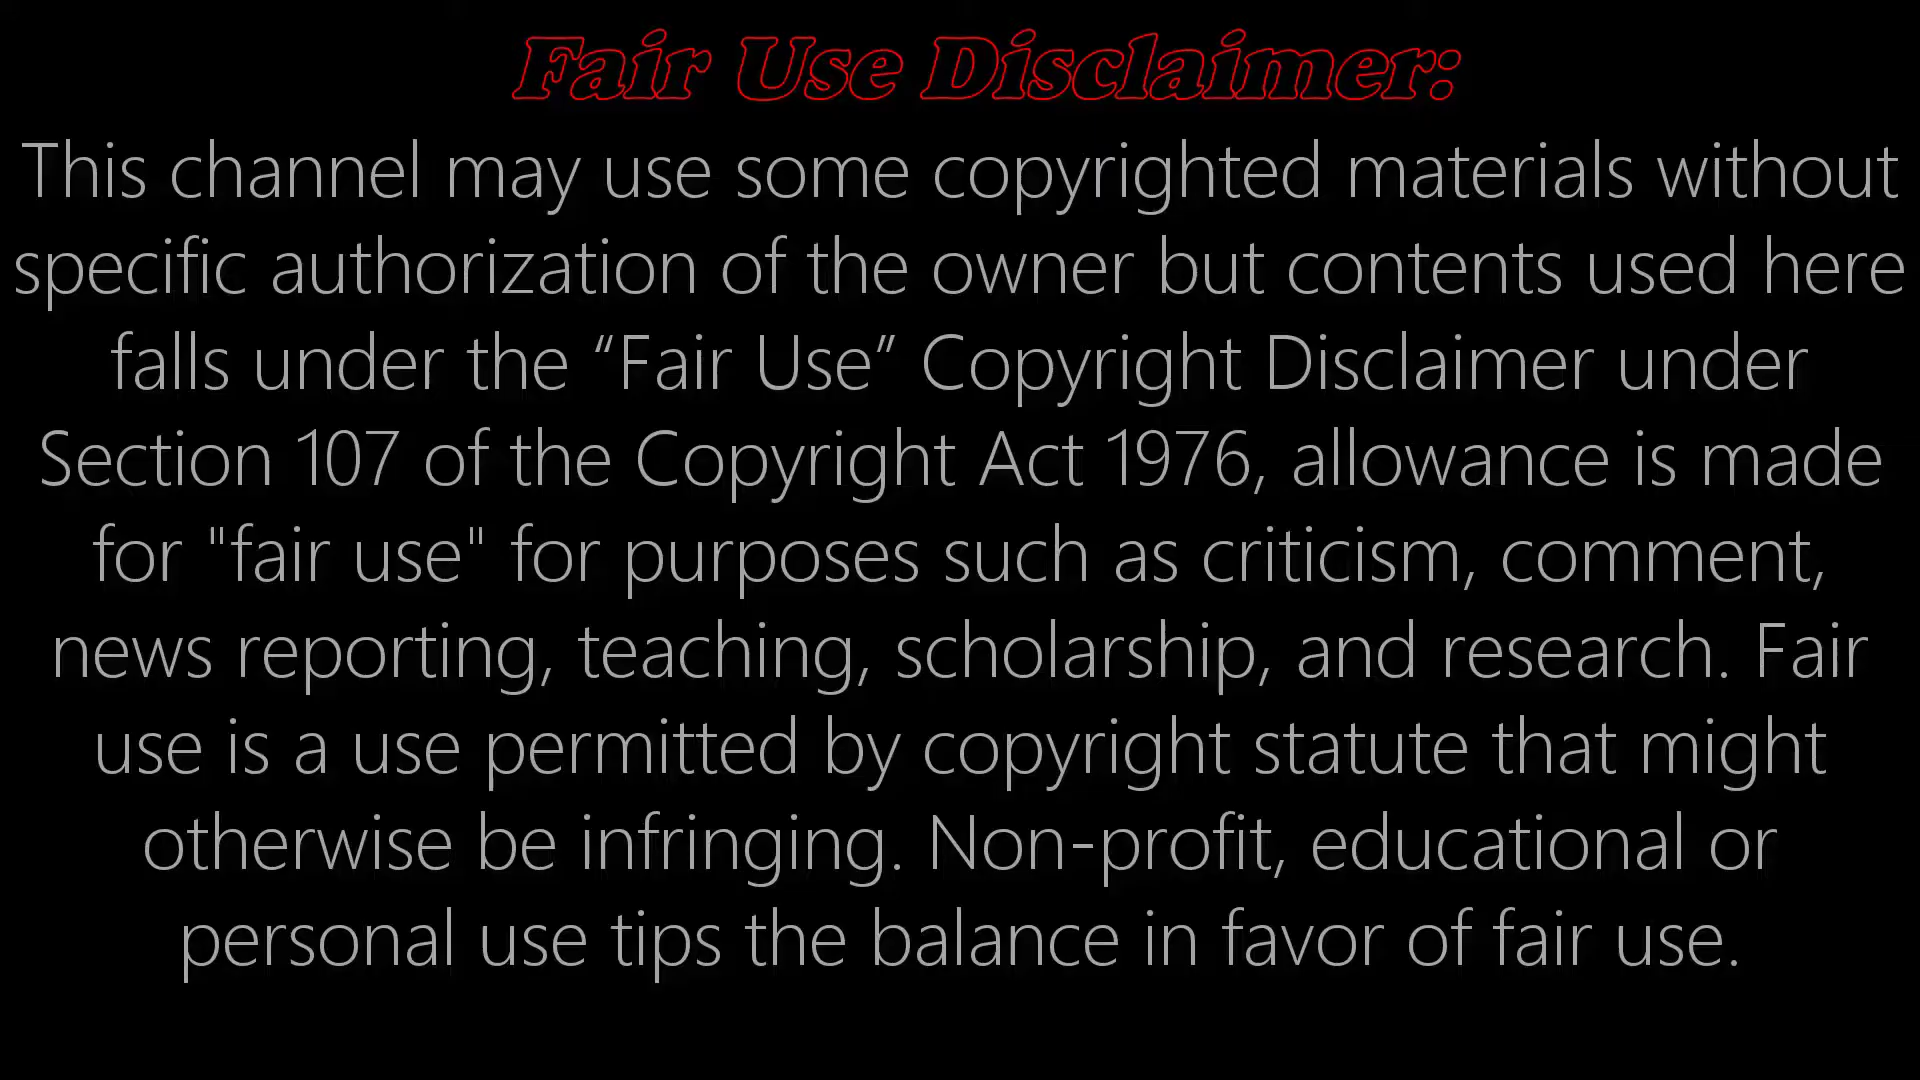 Fair Use Disclaimer:
This channel may use some copyrighted materials without
specific authorization of the owner but contents used here
falls under the “Fair Use” Copyright Disclaimer under
Section 107 of the Copyright Act 1976, allowance is made
for "fair use" for purposes such as criticism, comment,
news reporting, teaching, scholarship, and research. Fair
use is a use permitted by copyright statute that might
otherwise be infringing. Non-profit, educational or
personal use tips the balance in favor of fair use.